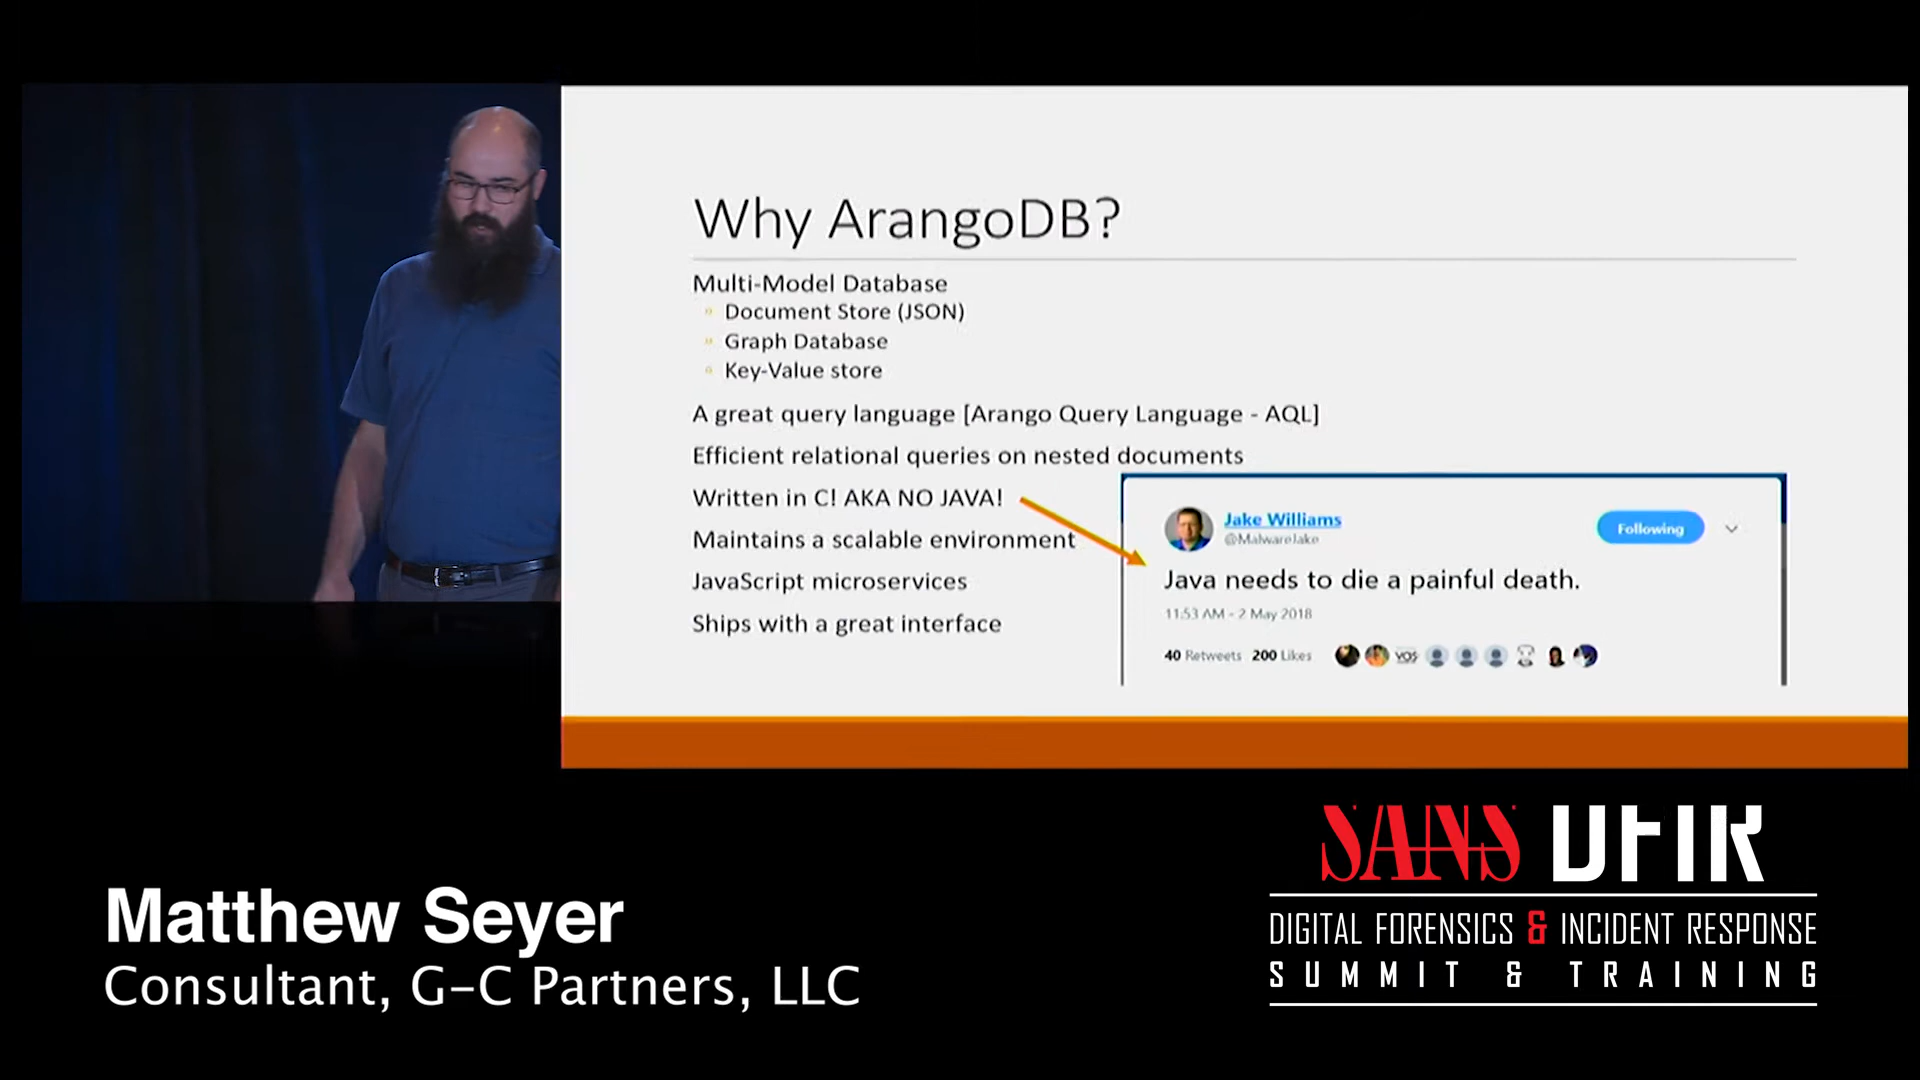 Why ArangoDB?
Multi-Model Database
Document Store (JSON)
Graph Database
Key-Value store
A great query language [Arango Query Language - AQL]
Efficient relational queries on nested documents
Written in C! AKA NO JAVA!
Maintains a scalable environment
JavaScript microservices
Ships with a great interface
Jake Williams
@MalwareJake
Following
Java needs to die a painful death.
11:53 AM - 2 May 2018
40 Retweets 200 Likes
VOS
SANS DFIR
DIGITAL FORENSICS & INCIDENT RESPONSE
SUMMIT & TRAINING
Matthew Seyer
Consultant, G-C Partners, LLC